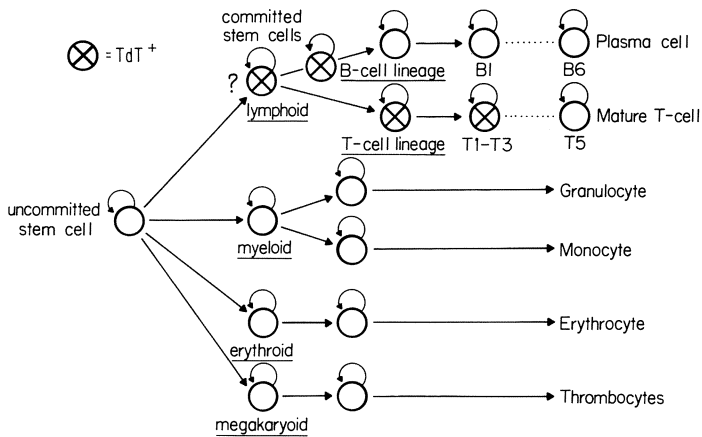 committed
stem cells
= TdT +
Plasma cell
B-cell lineage
B1
B6
?
lymphoid
Mature T-cell
T-cell lineage
T1-T3
T5
uncommitted
stem cell
Granulocyte
myeloid
Monocyte
Erythrocyte
erythroid
Thrombocytes
megakaryoid